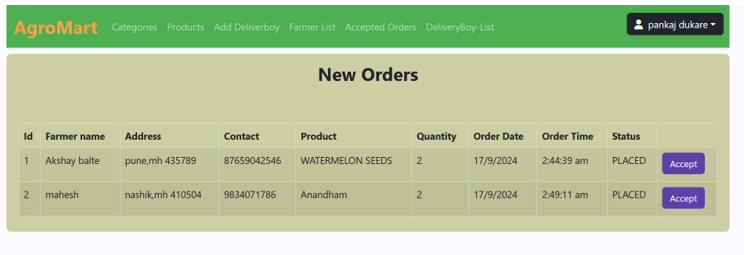 AgroMart Categories Products Add Deliverboy Farmer List Accepted Orders DeliveryBoy-List pankaj dukare
New Orders
Id Farmer name Address Contact Product Quantity Order Date Order Time Status
1 Akshay balte pune,mh 435789 87659042546 WATERMELON SEEDS 2 17/9/2024 2:44:39 am PLACED Accept
2 mahesh nashik,mh 410504 9834071786 Anandham 2 17/9/2024 2:49:11 am PLACED Accept